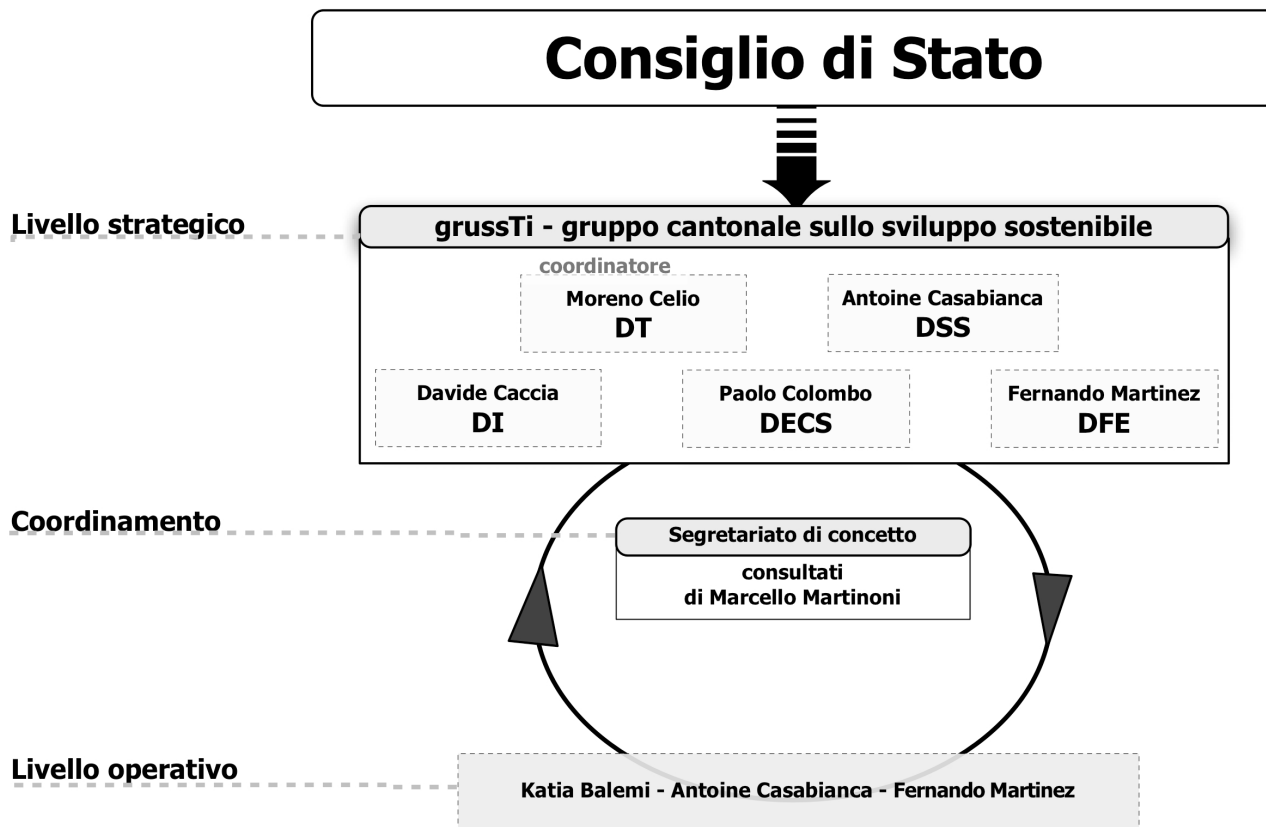 Consiglio di Stato
Livello strategico
grussTi - gruppo cantonale sullo sviluppo sostenibile
coordinatore
Moreno Celio
DT
Antoine Casabianca
DSS
Davide Caccia
DI
Paolo Colombo
DECS
Fernando Martinez
DFE
Coordinamento
Segretariato di concetto
consultati
di Marcello Martinoni
Livello operativo
Katia Balemi - Antoine Casabianca - Fernando Martinez